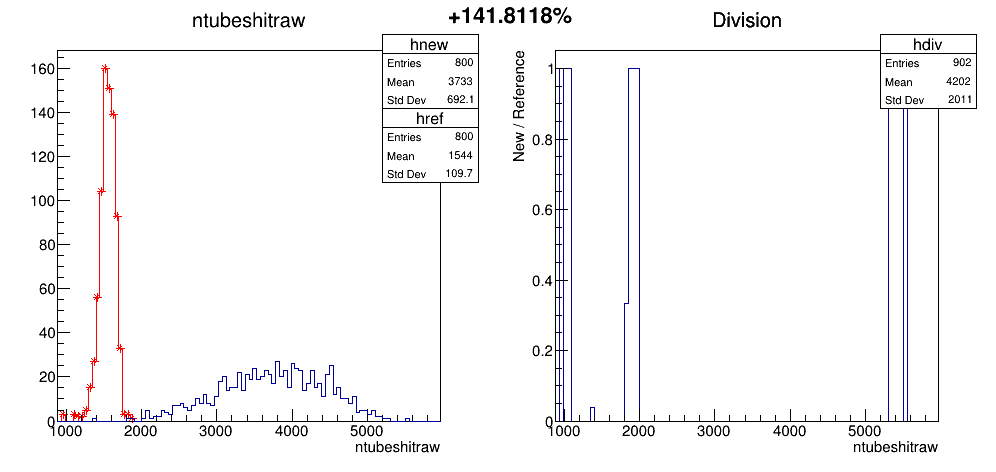 +141.8118%
ntubeshitraw
hnew
Entries 800
Mean 3733
Std Dev 692.1
href
Entries 800
Mean 1544
Std Dev 109.7
160
140
120
100
80
60
40
20
0
1000 2000 3000 4000 5000
ntubeshitraw
Division
hdiv
Entries 902
Mean 4202
Std Dev 2011
New / Reference
1
0.8
0.6
0.4
0.2
0
1000 2000 3000 4000 5000
ntubeshitraw